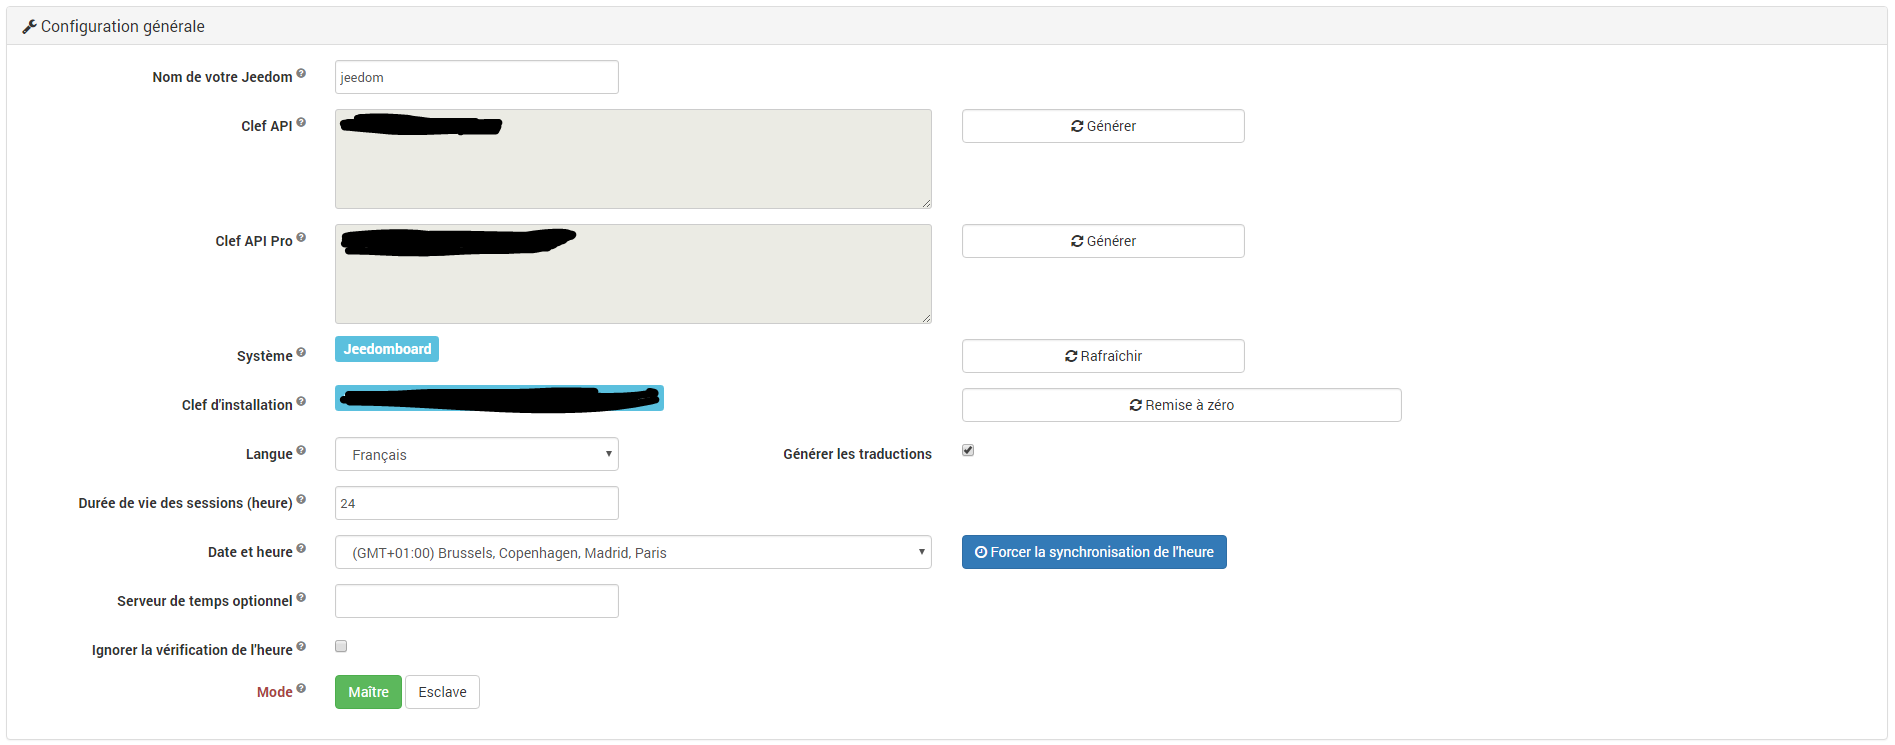 Configuration générale
Nom de votre Jeedom
jeedom
Clef API
Générer
Clef API Pro
Générer
Système
Jeedomboard
Rafraîchir
Clef d'installation
Remise à zéro
Langue
Français
Générer les traductions
Durée de vie des sessions (heure)
24
Date et heure
(GMT+01:00) Brussels, Copenhagen, Madrid, Paris
Forcer la synchronisation de l'heure
Serveur de temps optionnel
Ignorer la vérification de l'heure
Mode
Maître
Esclave